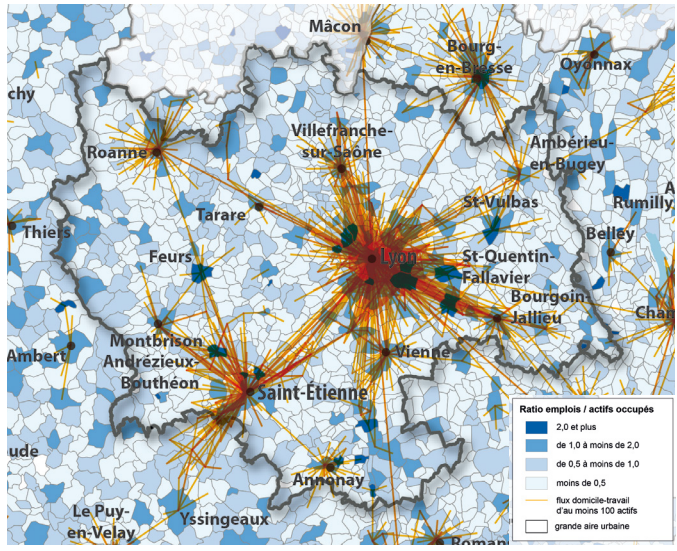 Mâcon
Bourg-
en-Bresse
Oyonnax
chy
Villefranche-
sur-Saône
Ambérieu-
en-Bugey
Roanne
A
Rumilly
St-Vulbas
Tarare
Thiers
Belley
Lyon
St-Quentin-
Fallavier
Feurs
Bourgoin-
Jallieu
Cham
Montbrison
Ambert
Andrézieux-
Bouthéon
Vienne
Saint-Étienne
ude
Annonay
Le Puy-
en-Velay
Yssingeaux
Romans
Ratio emplois / actifs occupés
2,0 et plus
de 1,0 à moins de 2,0
de 0,5 à moins de 1,0
moins de 0,5
flux domicile-travail
d'au moins 100 actifs
grande aire urbaine